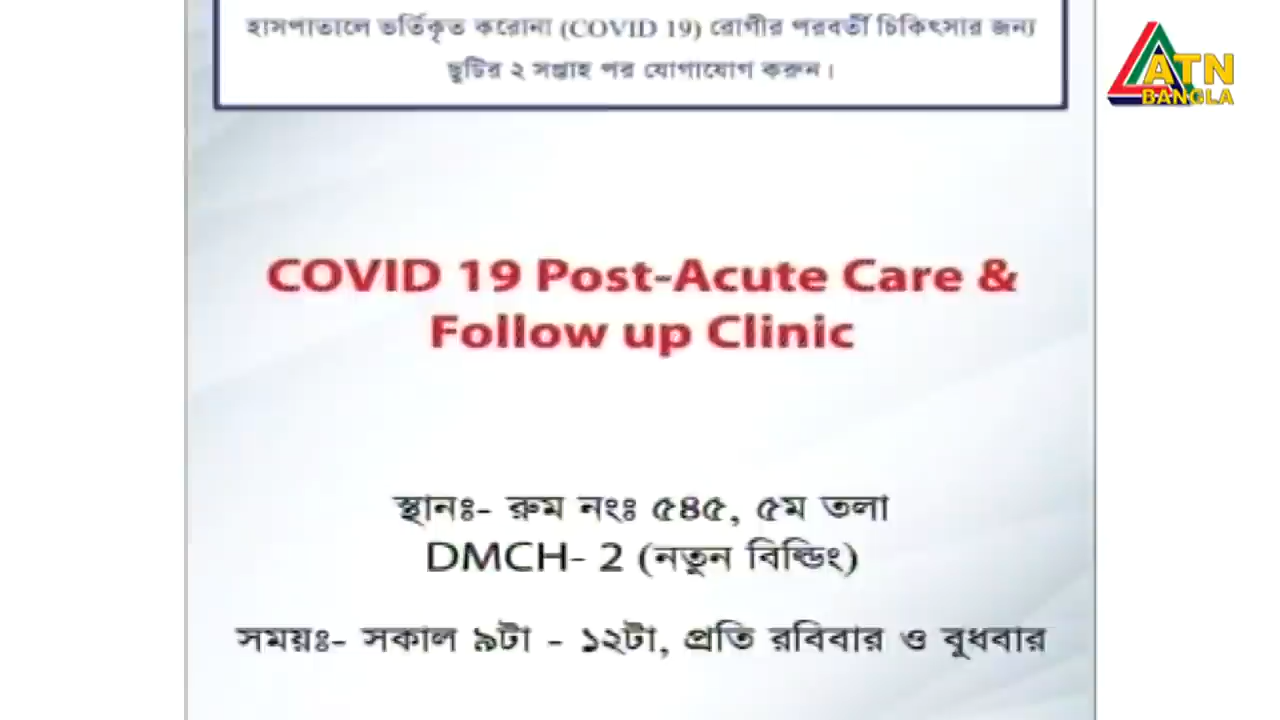 হাসপাতালে ভর্তিকৃত করোনা (COVID 19) রোগীর পরবর্তী চিকিৎসার জন্য
ছুটির ২ সপ্তাহ পর যোগাযোগ করুন।
ATN
BANGLA
COVID 19 Post-Acute Care &
Follow up Clinic
স্থানঃ- রুম নংঃ ৫৪৫, ৫ম তলা
DMCH- 2 (নতুন বিল্ডিং)
সময়ঃ- সকাল ৯টা - ১২টা, প্রতি রবিবার ও বুধবার